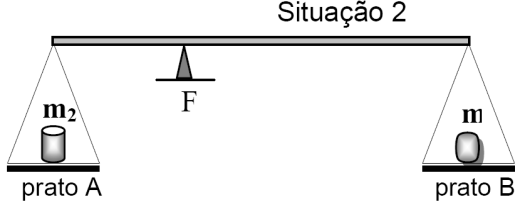 Situação 2
F
m₂
m
prato A
prato B